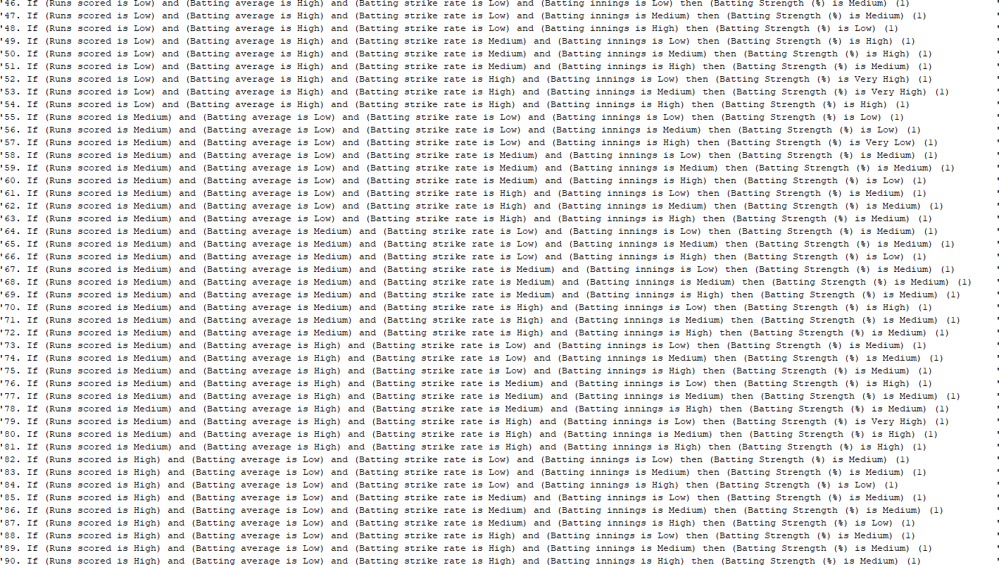 '46. If (Runs scored is Low) and (Batting average is High) and (Batting strike rate is Low) and (Batting innings is Low) then (Batting Strength (%) is Medium) (1) '
'47. If (Runs scored is Low) and (Batting average is High) and (Batting strike rate is Low) and (Batting innings is Medium) then (Batting Strength (%) is Medium) (1) '
'48. If (Runs scored is Low) and (Batting average is High) and (Batting strike rate is Low) and (Batting innings is High) then (Batting Strength (%) is Low) (1) '
'49. If (Runs scored is Low) and (Batting average is High) and (Batting strike rate is Medium) and (Batting innings is Low) then (Batting Strength (%) is High) (1) '
'50. If (Runs scored is Low) and (Batting average is High) and (Batting strike rate is Medium) and (Batting innings is Medium) then (Batting Strength (%) is High) (1) '
'51. If (Runs scored is Low) and (Batting average is High) and (Batting strike rate is Medium) and (Batting innings is High) then (Batting Strength (%) is Medium) (1) '
'52. If (Runs scored is Low) and (Batting average is High) and (Batting strike rate is High) and (Batting innings is Low) then (Batting Strength (%) is Very High) (1) '
'53. If (Runs scored is Low) and (Batting average is High) and (Batting strike rate is High) and (Batting innings is Medium) then (Batting Strength (%) is Very High) (1) '
'54. If (Runs scored is Low) and (Batting average is High) and (Batting strike rate is High) and (Batting innings is High) then (Batting Strength (%) is High) (1) '
'55. If (Runs scored is Medium) and (Batting average is Low) and (Batting strike rate is Low) and (Batting innings is Low) then (Batting Strength (%) is Low) (1) '
'56. If (Runs scored is Medium) and (Batting average is Low) and (Batting strike rate is Low) and (Batting innings is Medium) then (Batting Strength (%) is Low) (1) '
'57. If (Runs scored is Medium) and (Batting average is Low) and (Batting strike rate is Low) and (Batting innings is High) then (Batting Strength (%) is Very Low) (1) '
'58. If (Runs scored is Medium) and (Batting average is Low) and (Batting strike rate is Medium) and (Batting innings is Low) then (Batting Strength (%) is Medium) (1) '
'59. If (Runs scored is Medium) and (Batting average is Low) and (Batting strike rate is Medium) and (Batting innings is Medium) then (Batting Strength (%) is Medium) (1) '
'60. If (Runs scored is Medium) and (Batting average is Low) and (Batting strike rate is Medium) and (Batting innings is High) then (Batting Strength (%) is Low) (1) '
'61. If (Runs scored is Medium) and (Batting average is Low) and (Batting strike rate is High) and (Batting innings is Low) then (Batting Strength (%) is Medium) (1) '
'62. If (Runs scored is Medium) and (Batting average is Low) and (Batting strike rate is High) and (Batting innings is Medium) then (Batting Strength (%) is Medium) (1) '
'63. If (Runs scored is Medium) and (Batting average is Low) and (Batting strike rate is High) and (Batting innings is High) then (Batting Strength (%) is Medium) (1) '
'64. If (Runs scored is Medium) and (Batting average is Medium) and (Batting strike rate is Low) and (Batting innings is Low) then (Batting Strength (%) is Medium) (1) '
'65. If (Runs scored is Medium) and (Batting average is Medium) and (Batting strike rate is Low) and (Batting innings is Medium) then (Batting Strength (%) is Medium) (1) '
'66. If (Runs scored is Medium) and (Batting average is Medium) and (Batting strike rate is Low) and (Batting innings is High) then (Batting Strength (%) is Low) (1) '
'67. If (Runs scored is Medium) and (Batting average is Medium) and (Batting strike rate is Medium) and (Batting innings is Low) then (Batting Strength (%) is Medium) (1) '
'68. If (Runs scored is Medium) and (Batting average is Medium) and (Batting strike rate is Medium) and (Batting innings is Medium) then (Batting Strength (%) is Medium) (1) '
'69. If (Runs scored is Medium) and (Batting average is Medium) and (Batting strike rate is Medium) and (Batting innings is High) then (Batting Strength (%) is Medium) (1) '
'70. If (Runs scored is Medium) and (Batting average is Medium) and (Batting strike rate is High) and (Batting innings is Low) then (Batting Strength (%) is High) (1) '
'71. If (Runs scored is Medium) and (Batting average is Medium) and (Batting strike rate is High) and (Batting innings is Medium) then (Batting Strength (%) is Medium) (1) '
'72. If (Runs scored is Medium) and (Batting average is Medium) and (Batting strike rate is High) and (Batting innings is High) then (Batting Strength (%) is Medium) (1) '
'73. If (Runs scored is Medium) and (Batting average is High) and (Batting strike rate is Low) and (Batting innings is Low) then (Batting Strength (%) is Medium) (1) '
'74. If (Runs scored is Medium) and (Batting average is High) and (Batting strike rate is Low) and (Batting innings is Medium) then (Batting Strength (%) is Medium) (1) '
'75. If (Runs scored is Medium) and (Batting average is High) and (Batting strike rate is Low) and (Batting innings is High) then (Batting Strength (%) is Medium) (1) '
'76. If (Runs scored is Medium) and (Batting average is High) and (Batting strike rate is Medium) and (Batting innings is Low) then (Batting Strength (%) is High) (1) '
'77. If (Runs scored is Medium) and (Batting average is High) and (Batting strike rate is Medium) and (Batting innings is Medium) then (Batting Strength (%) is Medium) (1) '
'78. If (Runs scored is Medium) and (Batting average is High) and (Batting strike rate is Medium) and (Batting innings is High) then (Batting Strength (%) is Medium) (1) '
'79. If (Runs scored is Medium) and (Batting average is High) and (Batting strike rate is High) and (Batting innings is Low) then (Batting Strength (%) is Very High) (1) '
'80. If (Runs scored is Medium) and (Batting average is High) and (Batting strike rate is High) and (Batting innings is Medium) then (Batting Strength (%) is High) (1) '
'81. If (Runs scored is Medium) and (Batting average is High) and (Batting strike rate is High) and (Batting innings is High) then (Batting Strength (%) is High) (1) '
'82. If (Runs scored is High) and (Batting average is Low) and (Batting strike rate is Low) and (Batting innings is Low) then (Batting Strength (%) is Medium) (1) '
'83. If (Runs scored is High) and (Batting average is Low) and (Batting strike rate is Low) and (Batting innings is Medium) then (Batting Strength (%) is Medium) (1) '
'84. If (Runs scored is High) and (Batting average is Low) and (Batting strike rate is Low) and (Batting innings is High) then (Batting Strength (%) is Low) (1) '
'85. If (Runs scored is High) and (Batting average is Low) and (Batting strike rate is Medium) and (Batting innings is Low) then (Batting Strength (%) is Medium) (1) '
'86. If (Runs scored is High) and (Batting average is Low) and (Batting strike rate is Medium) and (Batting innings is Medium) then (Batting Strength (%) is Medium) (1) '
'87. If (Runs scored is High) and (Batting average is Low) and (Batting strike rate is Medium) and (Batting innings is High) then (Batting Strength (%) is Low) (1) '
'88. If (Runs scored is High) and (Batting average is Low) and (Batting strike rate is High) and (Batting innings is Low) then (Batting Strength (%) is Medium) (1) '
'89. If (Runs scored is High) and (Batting average is Low) and (Batting strike rate is High) and (Batting innings is Medium) then (Batting Strength (%) is Medium) (1) '
'90. If (Runs scored is High) and (Batting average is Low) and (Batting strike rate is High) and (Batting innings is High) then (Batting Strength (%) is Medium) (1) '